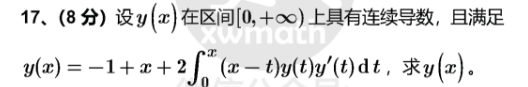 17、(8 分) 设 y(x) 在区间[0,+∞) 上具有连续导数，且满足
y(x) = −1 + x + 2∫₀ˣ (x − t)y(t)y′(t)dt，求 y(x)。
xwmath